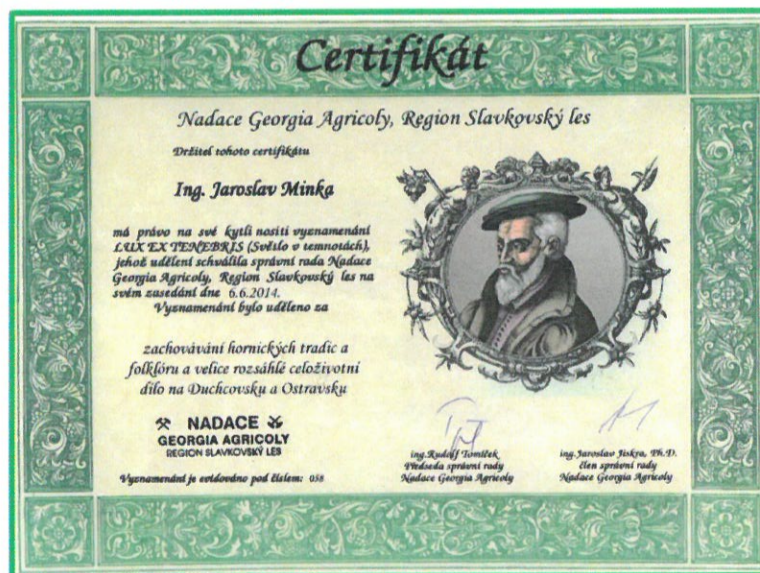 Certifikát
Nadace Georgia Agricoly, Region Slavkovský les
Držitel tohoto certifikátu
Ing. Jaroslav Minka
má právo na své kytli nositi vyznamenání
LUX EX TENEBRIS (Světlo v temnotách),
jehož udělení schválila správní rada Nadace
Georgia Agricoly, Region Slavkovský les na
svém zasedání dne 6.6.2014.
Vyznamenání bylo uděleno za
zachovávání hornických tradic a
folklóru a velice rozsáhlé celoživotní
dílo na Duchcovsku a Ostravsku
NADACE
GEORGIA AGRICOLY
REGION SLAVKOVSKÝ LES
Vyznamenání je evidováno pod číslem: 058
ing.Rudolf Tomíček
Předseda správní rady
Nadace Georgia Agricoly
ing.Jaroslav Jiskra, Ph.D.
člen správní rady
Nadace Georgia Agricoly